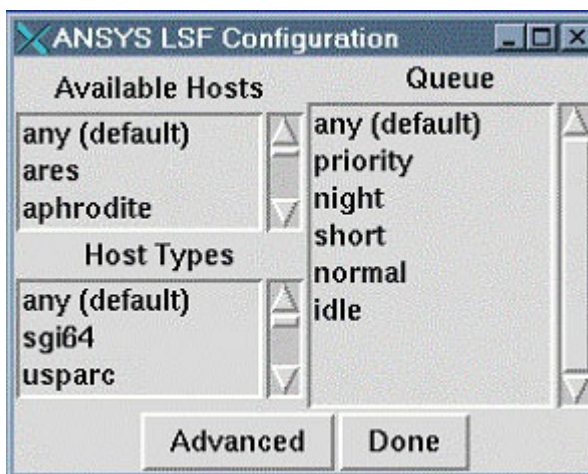 ANSYS LSF Configuration
Available Hosts
any (default)
ares
aphrodite
Host Types
any (default)
sgi64
usparc
Queue
any (default)
priority
night
short
normal
idle
Advanced
Done